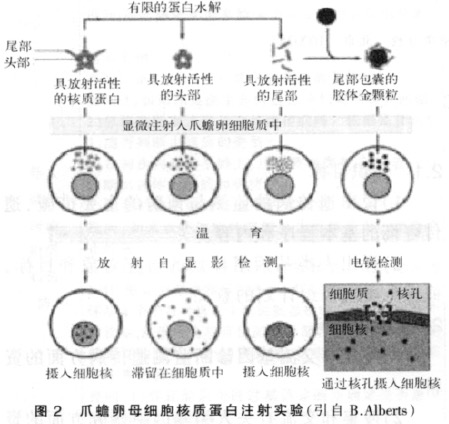 有限的蛋白水解
尾部
头部
具放射活性的核质蛋白
具放射活性的头部
具放射活性的尾部
尾部包裹的胶体金颗粒
显微注射入爪蟾卵细胞质中
温 育
放 射 自 显 影 检 测
电镜检测
细胞质
核孔
细胞核
摄入细胞核
滞留在细胞质中
摄入细胞核
通过核孔摄入细胞核
图 2 爪蟾卵母细胞核质蛋白注射实验(引自 B.Alberts)